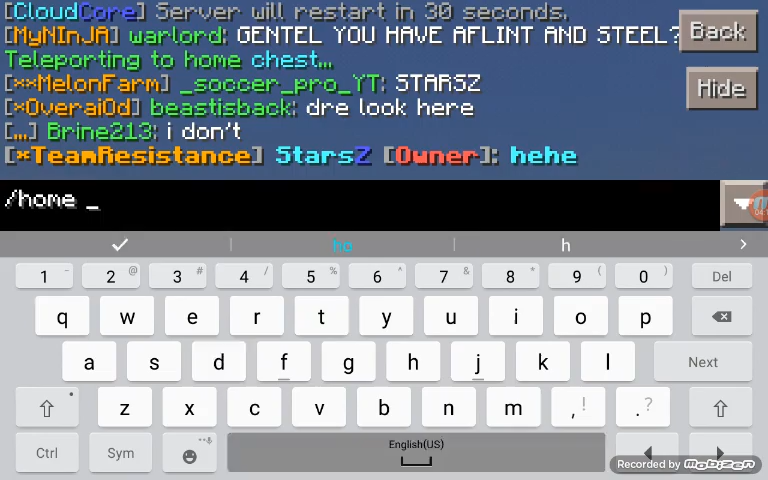 [CloudCore] Server will restart in 30 seconds.
[MyNInJA] warlord: GENTEL YOU HAVE AFLINT AND STEEL?
Teleporting to home chest...
[**MelonFarm] _soccer_pro_YT: STARSZ
[*OveraiOd] beastisback: dre look here
[...] Brine213: i don't
[*TeamResistance] StarsZ [Owner]: hehe
Back
Hide
/home _
he h
1 - 2 @ 3 # 4 / 5 % 6 ^ 7 & 8 * 9 ( 0 ) Del
q w e r t y u i o p
a s d f g h j k l Next
z x c v b n m , ! . ?
Ctrl Sym English(US)
Recorded by mobizen